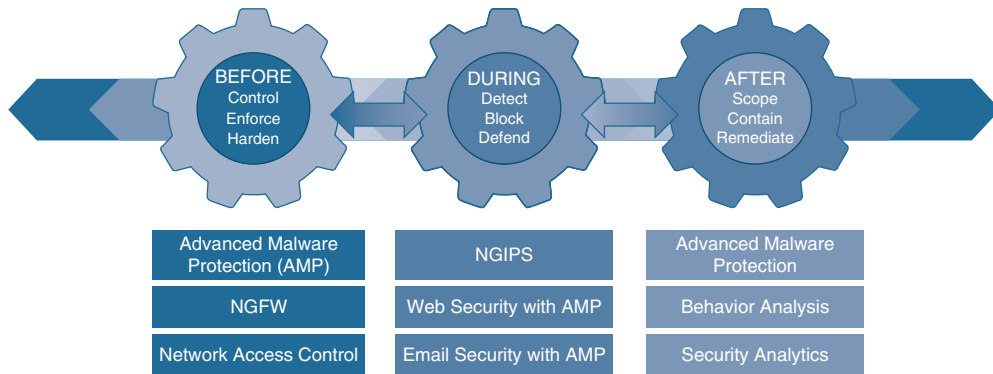 BEFORE
Control
Enforce
Harden
DURING
Detect
Block
Defend
AFTER
Scope
Contain
Remediate
Advanced Malware
Protection (AMP)
NGFW
Network Access Control
NGIPS
Web Security with AMP
Email Security with AMP
Advanced Malware
Protection
Behavior Analysis
Security Analytics